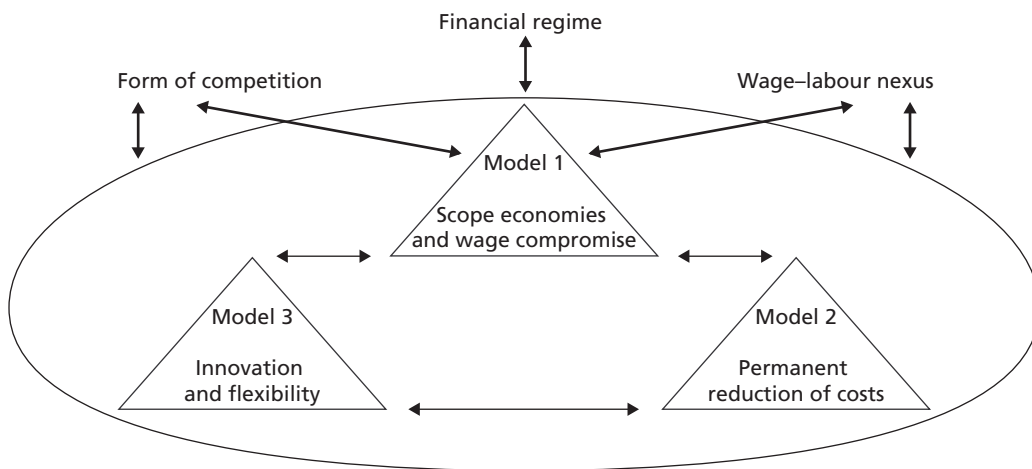 Financial regime
Form of competition
Wage–labour nexus
Model 1
Scope economies
and wage compromise
Model 3
Innovation
and flexibility
Model 2
Permanent
reduction of costs